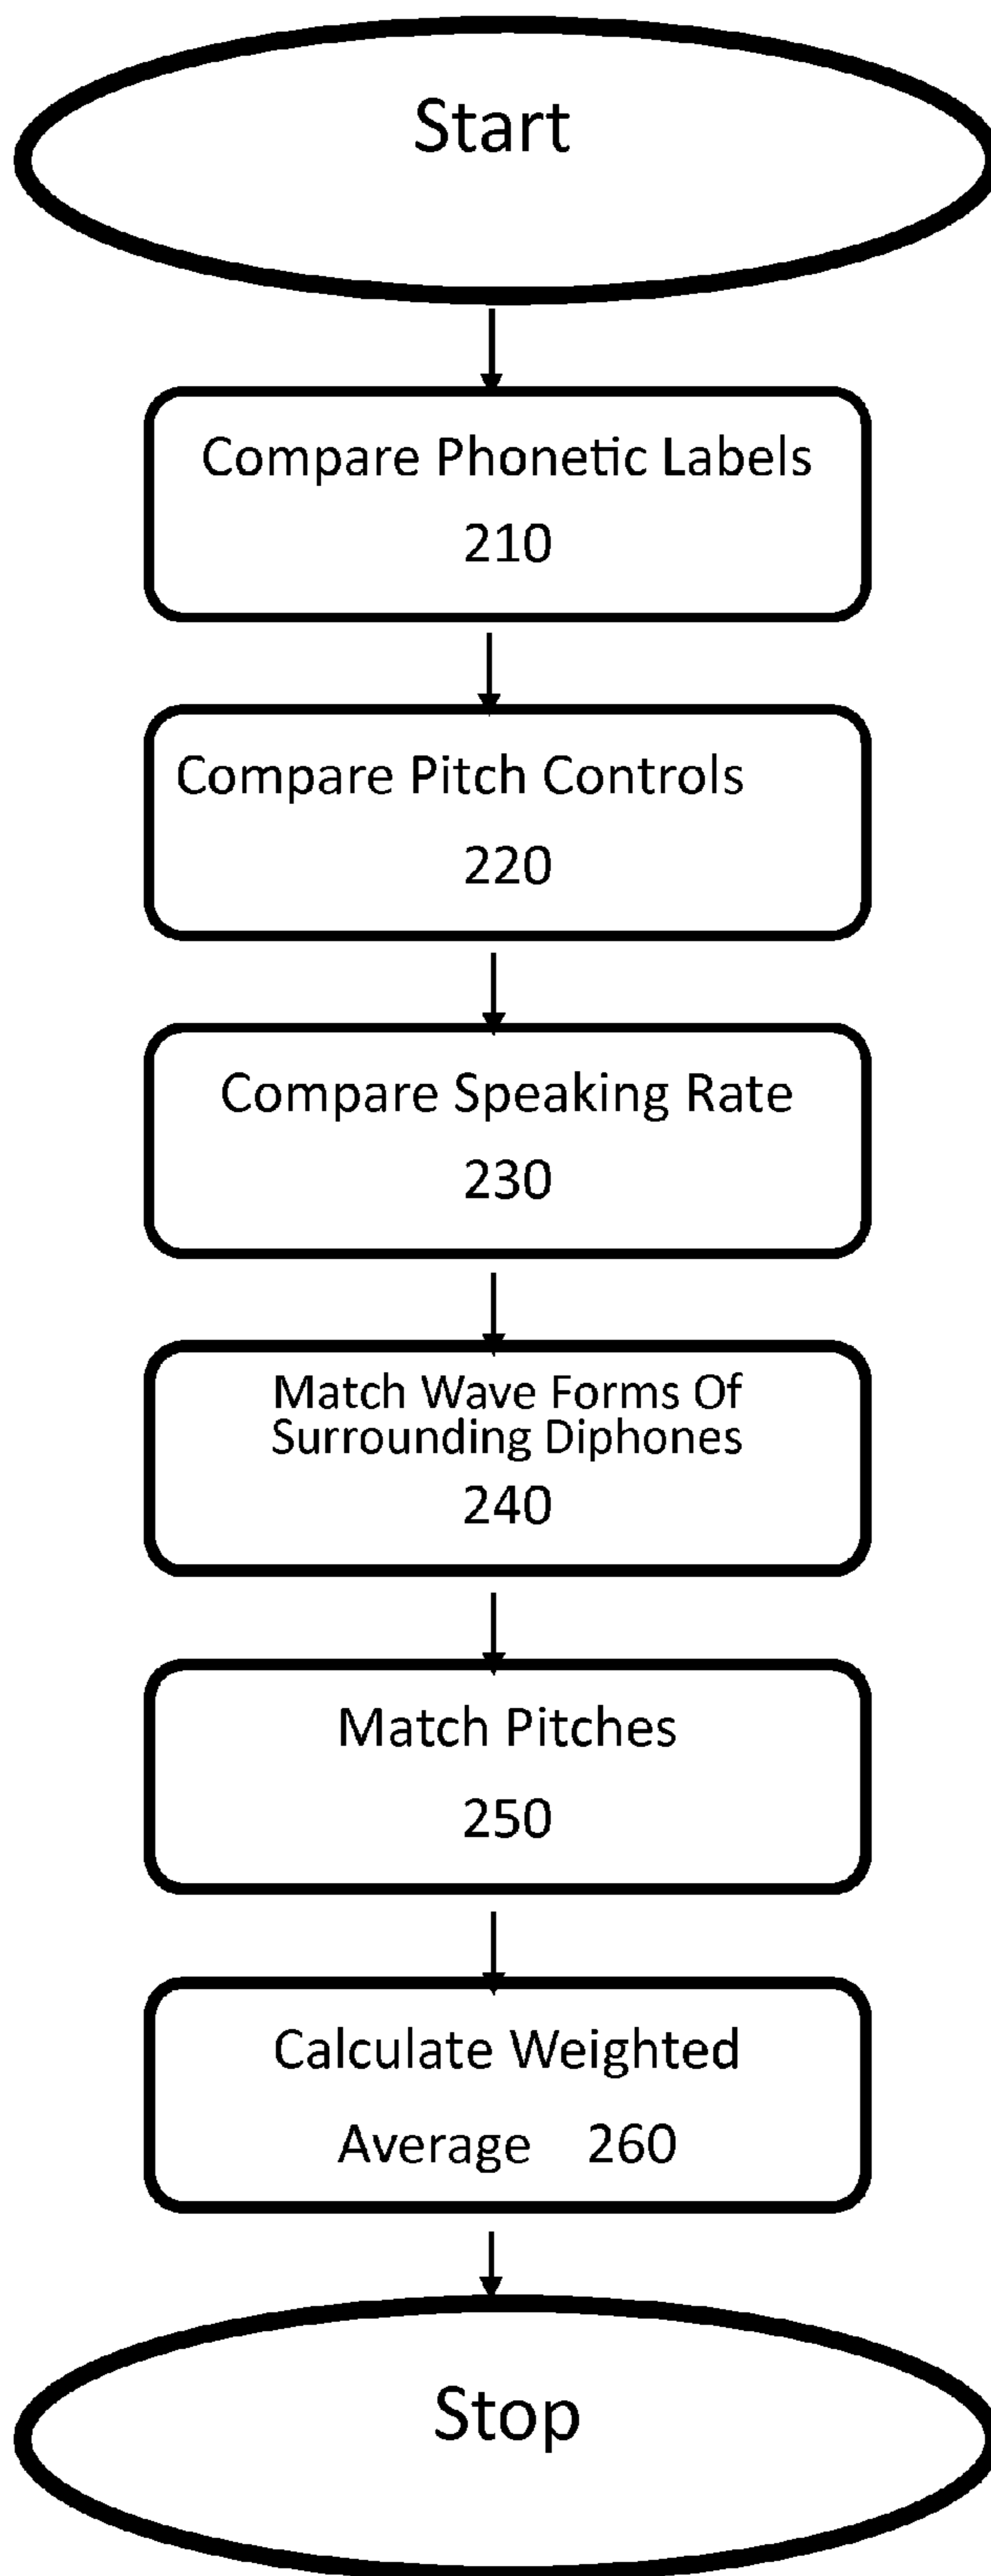 Start
Compare Phonetic Labels
210
Compare Pitch Controls
220
Compare Speaking Rate
230
Match Wave Forms Of
Surrounding Diphones
240
Match Pitches
250
Calculate Weighted
Average 260
Stop